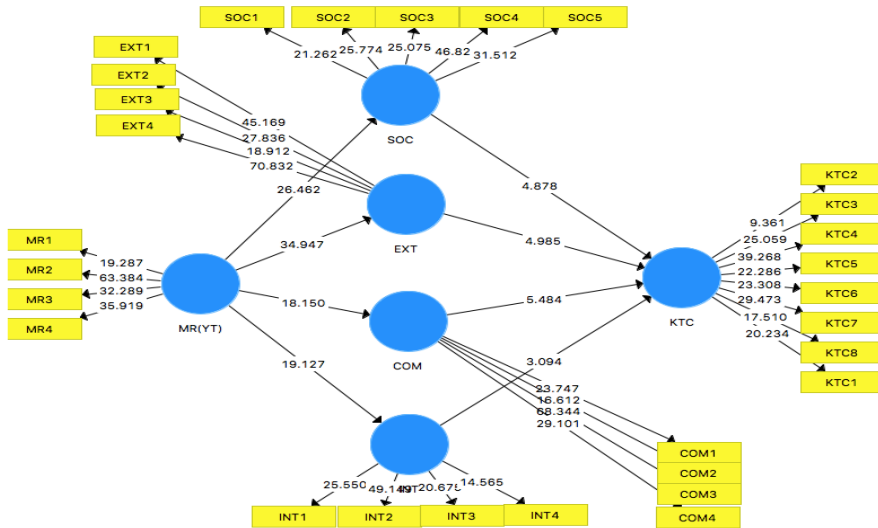 SOC1
SOC2
SOC3
SOC4
SOC5
21.262
25.774
25.075
46.82
31.512
EXT1
EXT2
EXT3
EXT4
45.169
27.836
18.912
70.832
SOC
26.462
4.878
EXT
34.947
4.985
MR1
MR2
MR3
MR4
19.287
63.384
32.289
35.919
MR(YT)
18.150
5.484
COM
19.127
3.094
KTC
KTC2
KTC3
KTC4
KTC5
KTC6
KTC7
KTC8
KTC1
9.361
25.059
39.268
22.286
23.308
29.473
17.510
20.234
23.747
16.612
68.344
29.101
COM1
COM2
COM3
COM4
25.550
49.149
INT
20.675
14.565
INT1
INT2
INT3
INT4